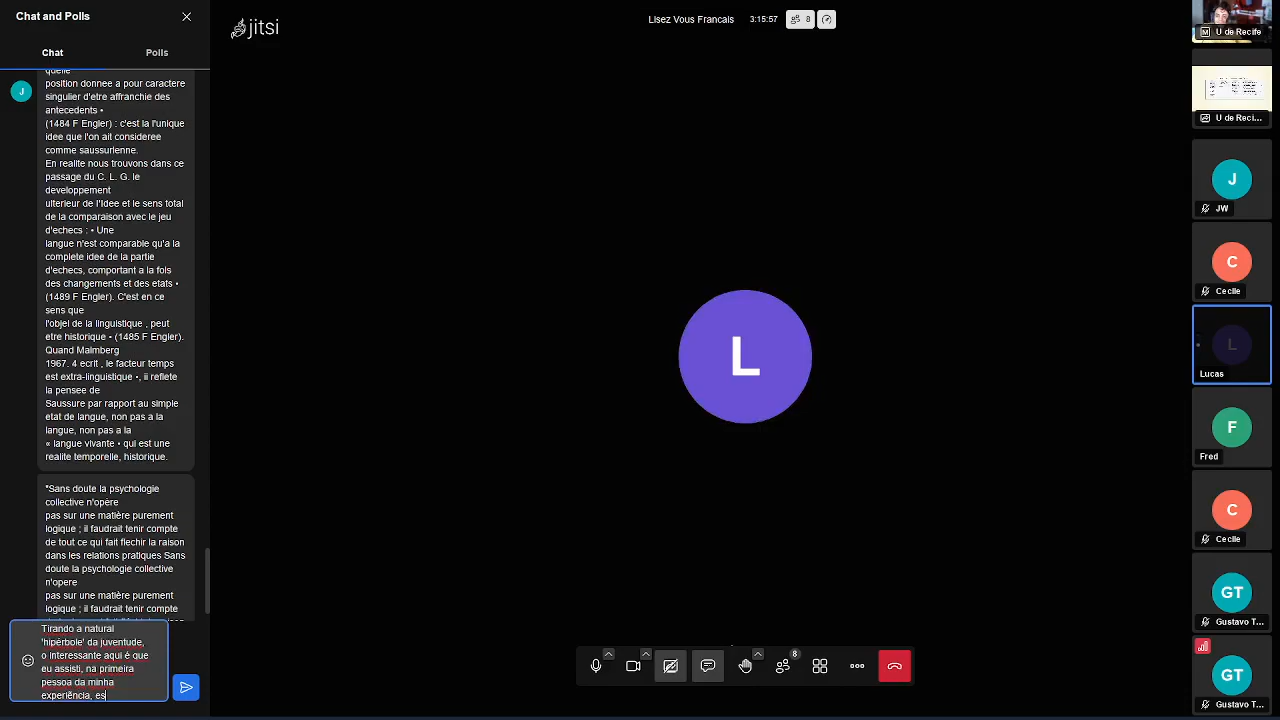 Chat and Polls
Chat
Polls
quelle
position donnee a pour caractere
singulier d'etre affranchie des
antecedents •
(1484 F Engler) : c'est la l'unique
idee que l'on ait consideree
comme saussurienne.
En realite nous trouvons dans ce
passage du C. L. G. le
developpement
ulterieur de l'Idee et le sens total
de la comparaison avec le jeu
d'echecs : • Une
langue n'est comparable qu'a la
complete idee de la partie
d'echecs, comportant a la fois
des changements et des etats •
(1489 F Engler). C'est en ce
sens que
l'objel de la linguistique , peut
etre historique • (1485 F Engler).
Quand Malmberg
1967. 4 ecrit , le facteur temps
est extra-linguistique •, ii reflete
la pensee de
Saussure par rapport au simple
etat de langue, non pas a la
langue, non pas a la
« langue vivante • qui est une
realite temporelle, historique.
"Sans doute la psychologie
collective n'opère
pas sur une matière purement
logique ; il faudrait tenir compte
de tout ce qui fait flechir la raison
dans les relations pratiques Sans
doute la psychologie collective
n'opere
pas sur une matière purement
logique ; il faudrait tenir compte
Tirando a natural
'hipérbole' da juventude,
o interessante aqui é que
eu assisti, na primeira
pessoa da minha
experiência, es
J
jitsi
Lisez Vous Francais
3:15:57
8
L
8
M
U de Recife
U de Reci...
J
JW
C
Cecile
L
Lucas
F
Fred
C
Cecile
GT
Gustavo T...
GT
Gustavo T...